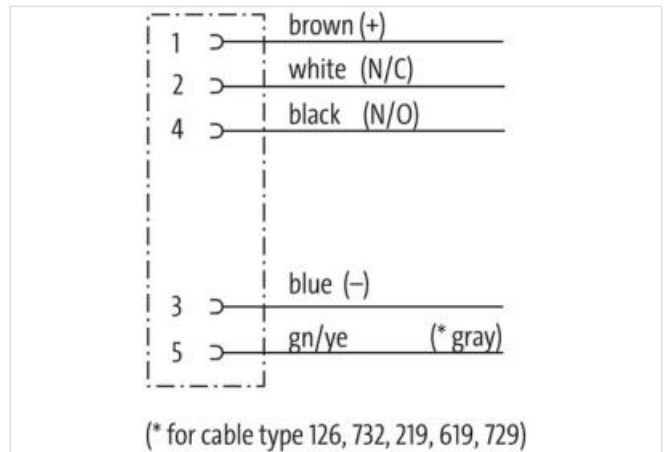 1 brown (+)
2 white (N/C)
4 black (N/O)
3 blue (–)
5 gn/ye (* gray)
(* for cable type 126, 732, 219, 619, 729)